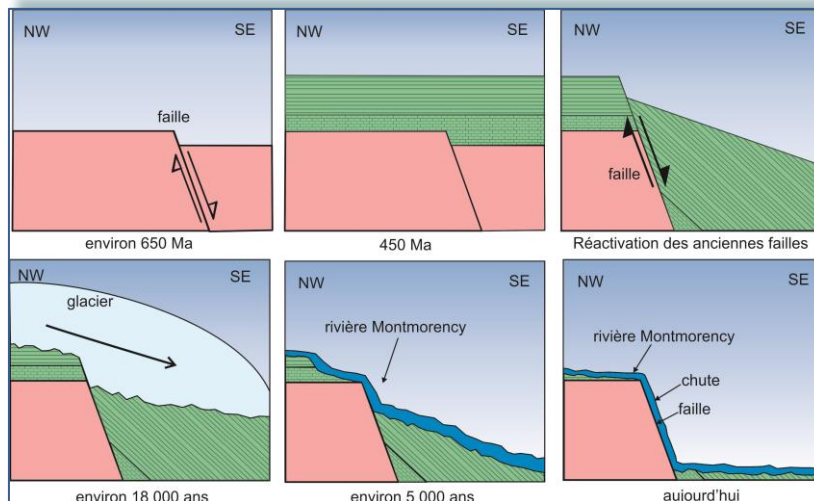 NW SE
faille
environ 650 Ma
NW SE
450 Ma
NW SE
faille
Réactivation des anciennes failles
NW SE
glacier
environ 18 000 ans
NW SE
rivière Montmorency
environ 5 000 ans
NW SE
rivière Montmorency
chute
faille
aujourd'hui